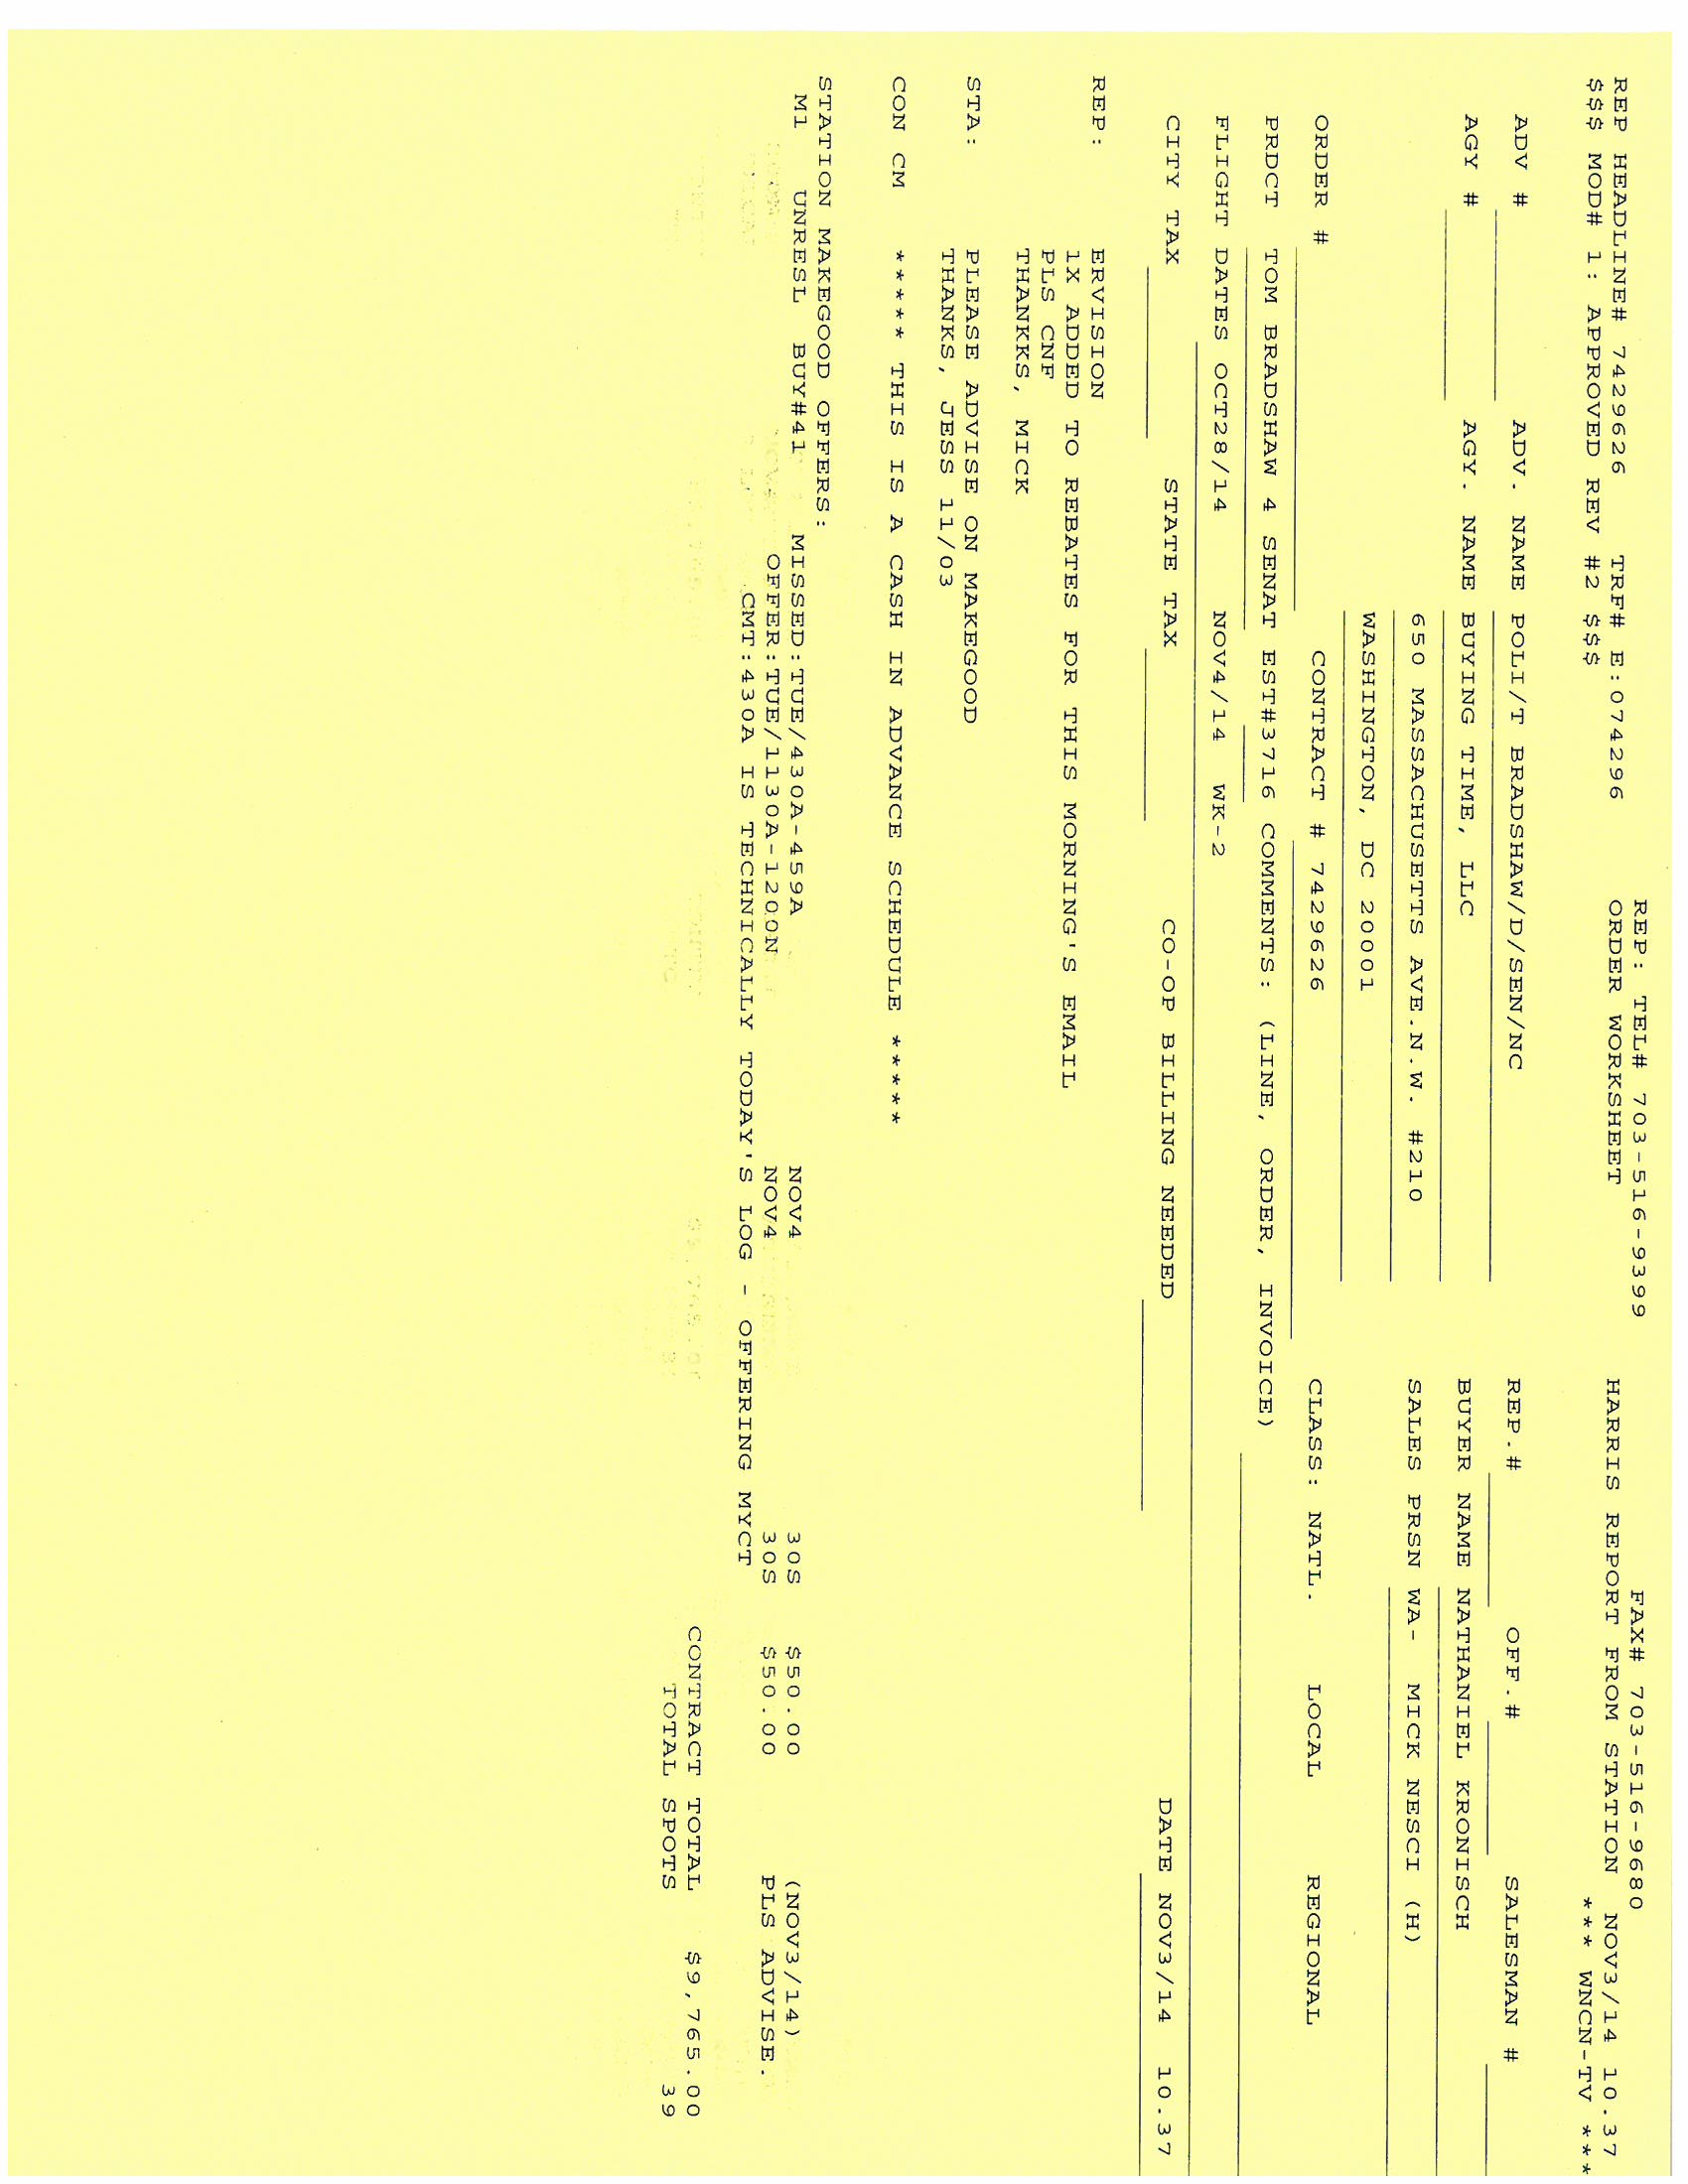 REP: TEL# 703-516-9399 FAX# 703-516-9680
REP HEADLINE# 7429626 TRF# E:074296 ORDER WORKSHEET HARRIS REPORT FROM STATION NOV3/14 10.37
$$$ MOD# 1: APPROVED REV #2 $$$ *** WNCN-TV ***
ADV # ADV. NAME POLI/T BRADSHAW/D/SEN/NC REP.# OFF.# SALESMAN #
AGY # AGY. NAME BUYING TIME, LLC BUYER NAME NATHANIEL KRONISCH
650 MASSACHUSETTS AVE.N.W. #210 SALES PRSN WA- MICK NESCI (H)
WASHINGTON, DC 20001
ORDER # CONTRACT # 7429626 CLASS: NATL. LOCAL REGIONAL
PRDCT TOM BRADSHAW 4 SENAT EST#3716 COMMENTS: (LINE, ORDER, INVOICE)
FLIGHT DATES OCT28/14 NOV4/14 WK-2
CITY TAX STATE TAX CO-OP BILLING NEEDED DATE NOV3/14 10.37
REP: ERVISION
1X ADDED TO REBATES FOR THIS MORNING'S EMAIL
PLS CNF
THANKKS, MICK
STA: PLEASE ADVISE ON MAKEGOOD
THANKS, JESS 11/03
CON CM ***** THIS IS A CASH IN ADVANCE SCHEDULE *****
STATION MAKEGOOD OFFERS:
M1 UNRESL BUY#41 MISSED:TUE/430A-459A NOV4 30S $50.00 (NOV3/14)
OFFER:TUE/1130A-1200N NOV4 30S $50.00 PLS ADVISE.
CMT:430A IS TECHNICALLY TODAY'S LOG - OFFERING MYCT
CONTRACT TOTAL $9,765.00
TOTAL SPOTS 39